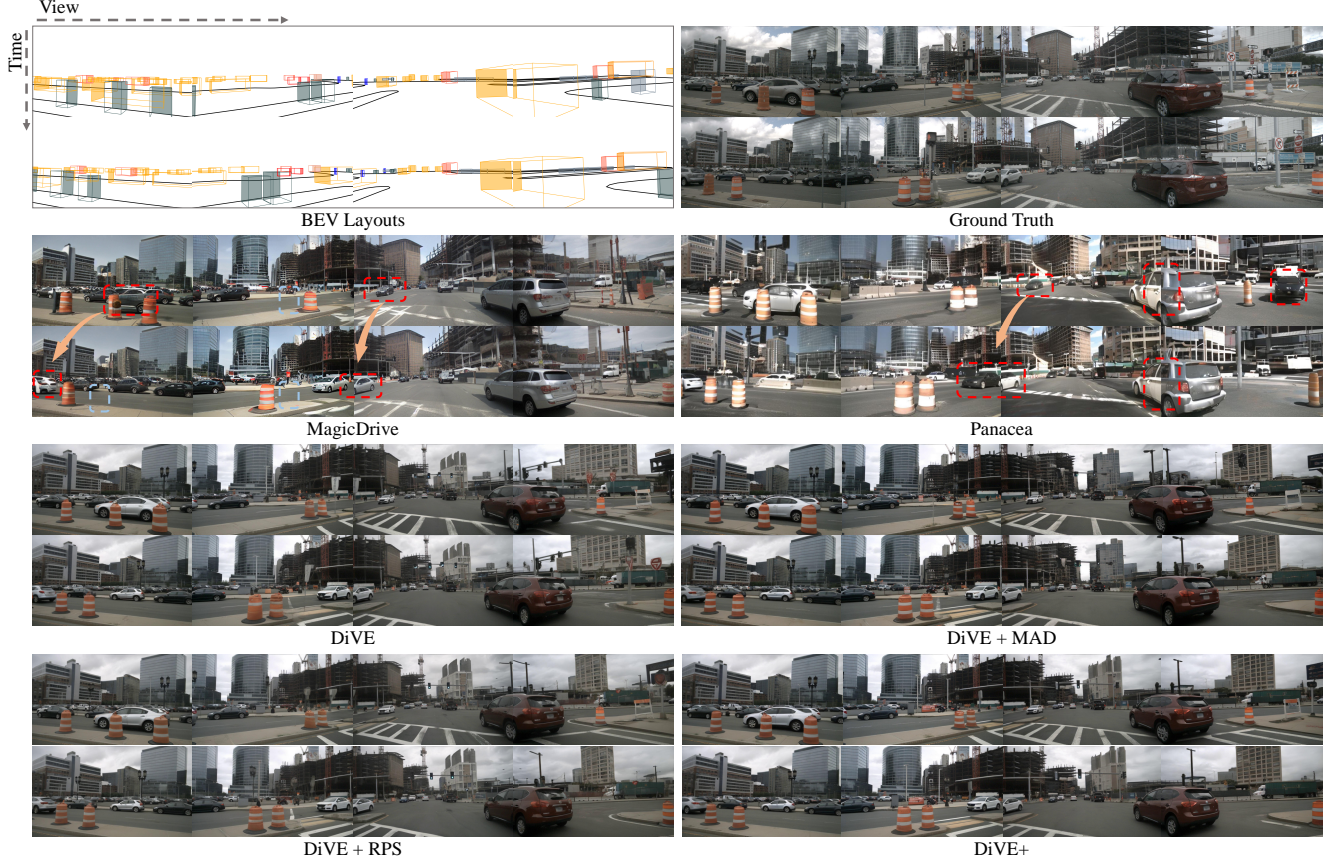 View
Time
BEV Layouts
Ground Truth
MagicDrive
Panacea
DiVE
DiVE + MAD
DiVE + RPS
DiVE+